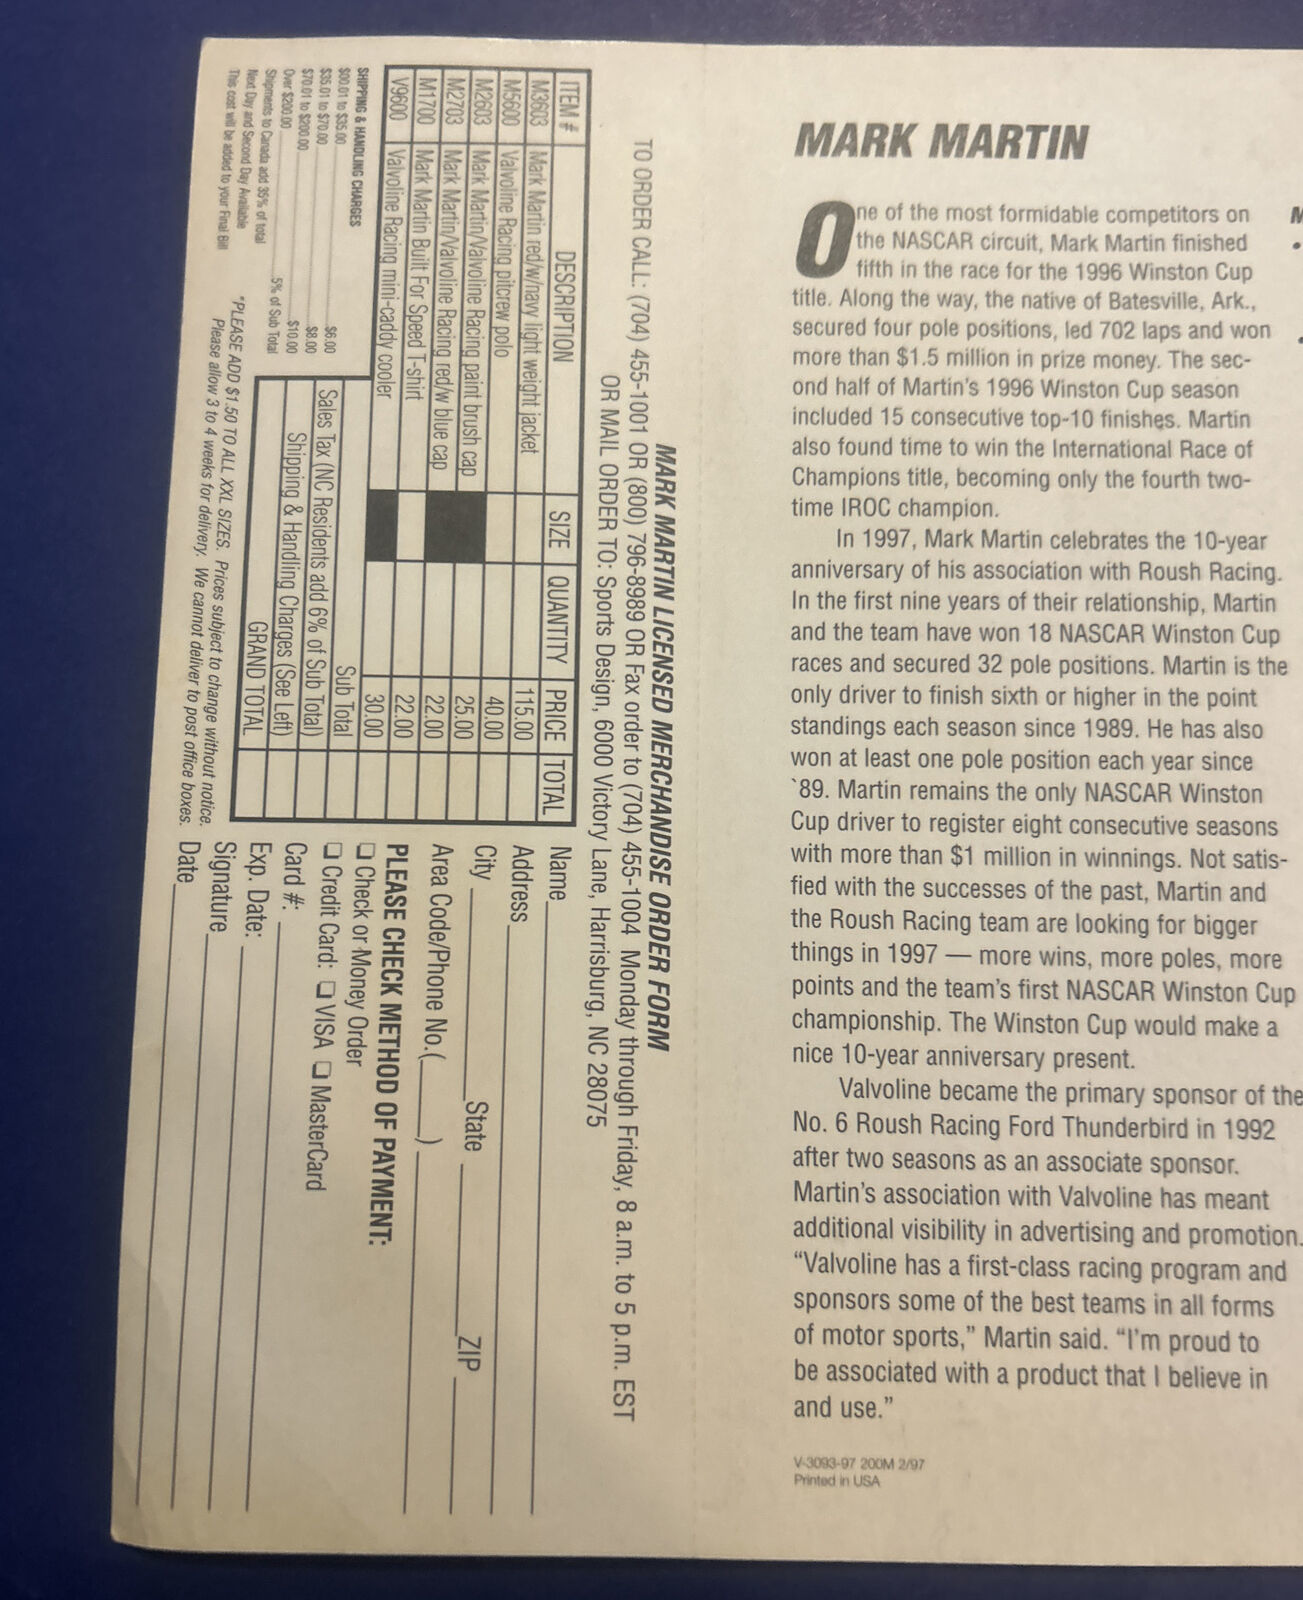 MARK MARTIN LICENSED MERCHANDISE ORDER FORM
TO ORDER CALL: (704) 455-1001 OR (800) 796-8989 OR Fax order to (704) 455-1004 Monday through Friday, 8 a.m. to 5 p.m. EST
OR MAIL ORDER TO: Sports Design, 6000 Victory Lane, Harrisburg, NC 28075
ITEM # DESCRIPTION SIZE QUANTITY PRICE TOTAL
M3603 Mark Martin red/w/navy light weight jacket 115.00
M5600 Valvoline Racing pitcrew polo 40.00
M2603 Mark Martin/Valvoline Racing paint brush cap 25.00
M2703 Mark Martin/Valvoline Racing red/w blue cap 22.00
M1700 Mark Martin Built For Speed T-shirt 22.00
V9600 Valvoline Racing mini-caddy cooler 30.00
Sub Total
Sales Tax (NC Residents add 6% of Sub Total)
Shipping & Handling Charges (See Left)
GRAND TOTAL
SHIPPING & HANDLING CHARGES
$00.01 to $35.00 $6.00
$35.01 to $70.00 $8.00
$70.01 to $200.00 $10.00
Over $200.00 5% of Sub Total
Shipments to Canada add 35% of total
Next Day and Second Day Available
This cost will be added to your Final Bill
*PLEASE ADD $1.50 TO ALL XXL SIZES. Prices subject to change without notice.
Please allow 3 to 4 weeks for delivery. We cannot deliver to post office boxes.
Name
Address
City State ZIP
Area Code/Phone No.( )
PLEASE CHECK METHOD OF PAYMENT:
❑ Check or Money Order
❑ Credit Card: ❑ VISA ❑ MasterCard
Card #:
Exp. Date:
Signature
Date
MARK MARTIN
One of the most formidable competitors on
the NASCAR circuit, Mark Martin finished
fifth in the race for the 1996 Winston Cup
title. Along the way, the native of Batesville, Ark.,
secured four pole positions, led 702 laps and won
more than $1.5 million in prize money. The sec-
ond half of Martin's 1996 Winston Cup season
included 15 consecutive top-10 finishes. Martin
also found time to win the International Race of
Champions title, becoming only the fourth two-
time IROC champion.
In 1997, Mark Martin celebrates the 10-year
anniversary of his association with Roush Racing.
In the first nine years of their relationship, Martin
and the team have won 18 NASCAR Winston Cup
races and secured 32 pole positions. Martin is the
only driver to finish sixth or higher in the point
standings each season since 1989. He has also
won at least one pole position each year since
`89. Martin remains the only NASCAR Winston
Cup driver to register eight consecutive seasons
with more than $1 million in winnings. Not satis-
fied with the successes of the past, Martin and
the Roush Racing team are looking for bigger
things in 1997 — more wins, more poles, more
points and the team's first NASCAR Winston Cup
championship. The Winston Cup would make a
nice 10-year anniversary present.
Valvoline became the primary sponsor of the
No. 6 Roush Racing Ford Thunderbird in 1992
after two seasons as an associate sponsor.
Martin's association with Valvoline has meant
additional visibility in advertising and promotion.
“Valvoline has a first-class racing program and
sponsors some of the best teams in all forms
of motor sports,” Martin said. “I'm proud to
be associated with a product that I believe in
and use.”
V-3093-97 200M 2/97
Printed in USA